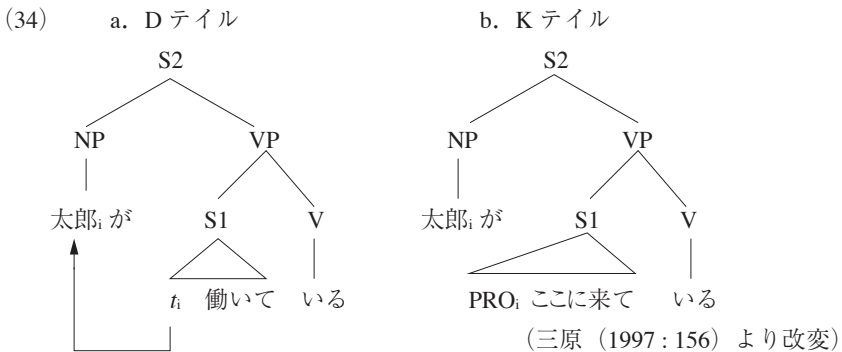 (34) a. D テイル b. K テイル
S2 S2
NP VP NP VP
太郎i が S1 V 太郎i が S1 V
ti 働いて いる PROi ここに来て いる
（三原（1997 : 156）より改変）